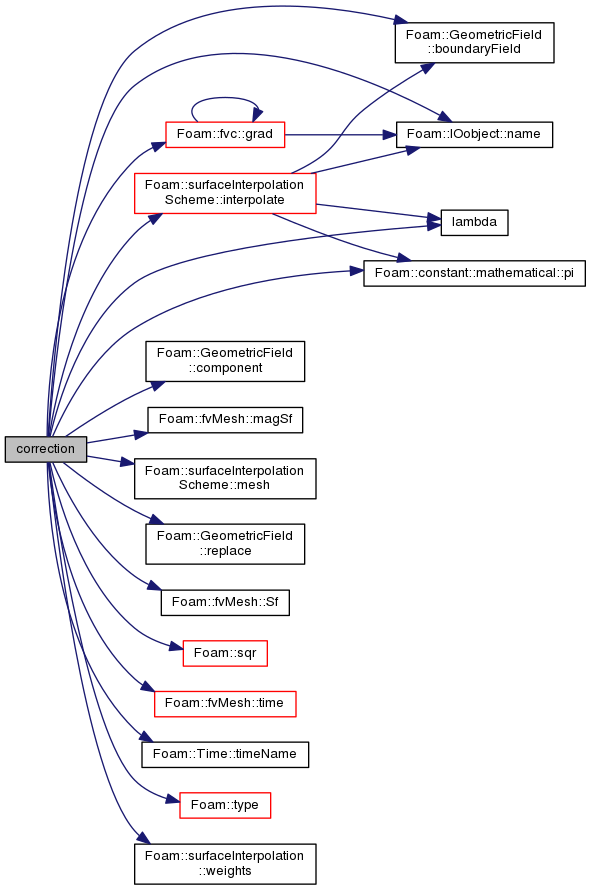 Foam::GeometricField
::boundaryField
Foam::fvc::grad
Foam::IOobject::name
Foam::surfaceInterpolation
Scheme::interpolate
lambda
Foam::constant::mathematical::pi
Foam::GeometricField
::component
Foam::fvMesh::magSf
correction
Foam::surfaceInterpolation
Scheme::mesh
Foam::GeometricField
::replace
Foam::fvMesh::Sf
Foam::sqr
Foam::fvMesh::time
Foam::Time::timeName
Foam::type
Foam::surfaceInterpolation
::weights